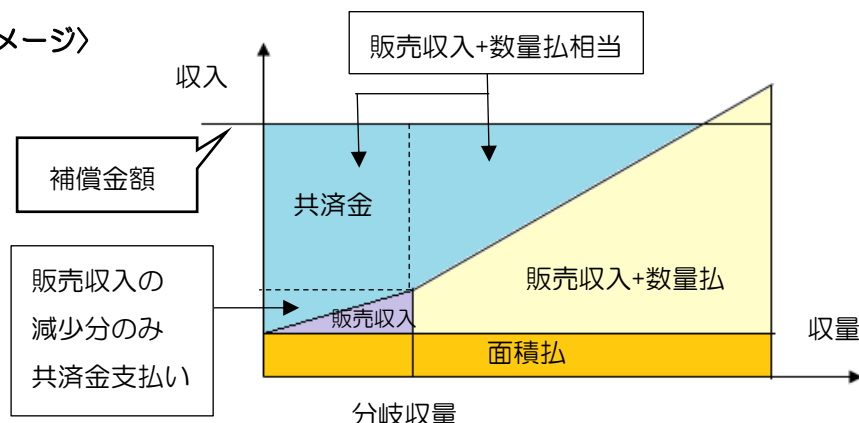 メージ〉
販売収入+数量払相当
収入
補償金額
共済金
販売収入の
減少分のみ
共済金支払い
販売収入+数量払
販売収入
収量
面積払
分岐収量